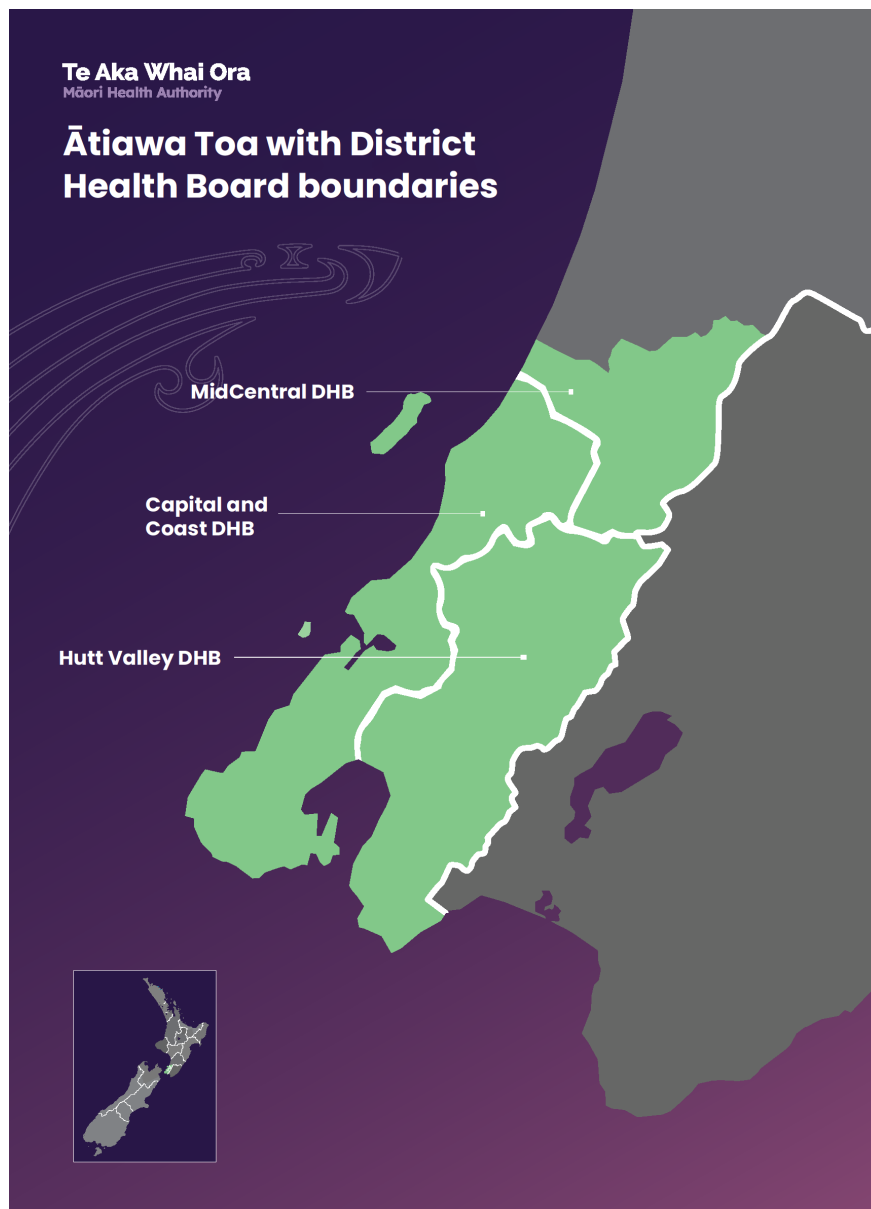 Te Aka Whai Ora
Māori Health Authority
Ātiawa Toa with District
Health Board boundaries
MidCentral DHB
Capital and
Coast DHB
Hutt Valley DHB